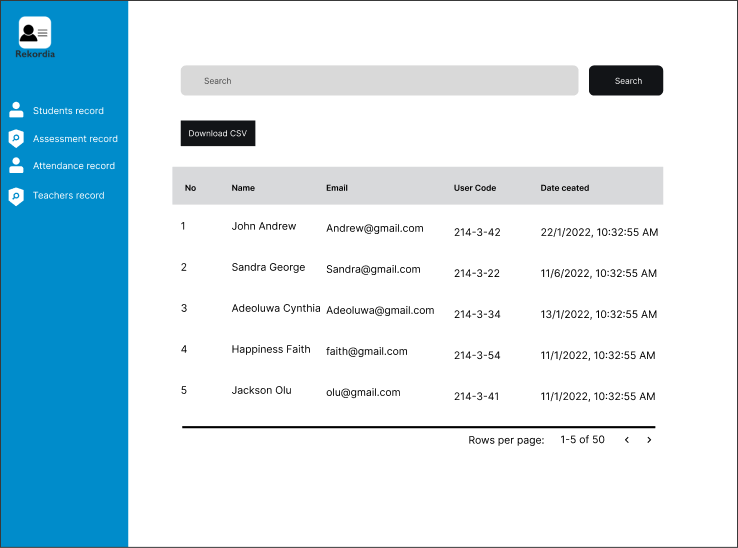 Rekordia
Students record
Assessment record
Attendance record
Teachers record
Search Search
Download CSV
No Name Email User Code Date ceated
1 John Andrew Andrew@gmail.com 214-3-42 22/1/2022, 10:32:55 AM
2 Sandra George Sandra@gmail.com 214-3-22 11/6/2022, 10:32:55 AM
3 Adeoluwa Cynthia Adeoluwa@gmail.com 214-3-34 13/1/2022, 10:32:55 AM
4 Happiness Faith faith@gmail.com 214-3-54 11/1/2022, 10:32:55 AM
5 Jackson Olu olu@gmail.com 214-3-41 11/1/2022, 10:32:55 AM
Rows per page: 1-5 of 50